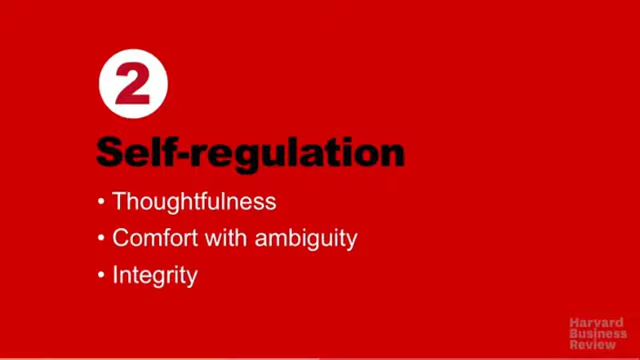 2
Self-regulation
• Thoughtfulness
• Comfort with ambiguity
• Integrity
Harvard
Business
Review